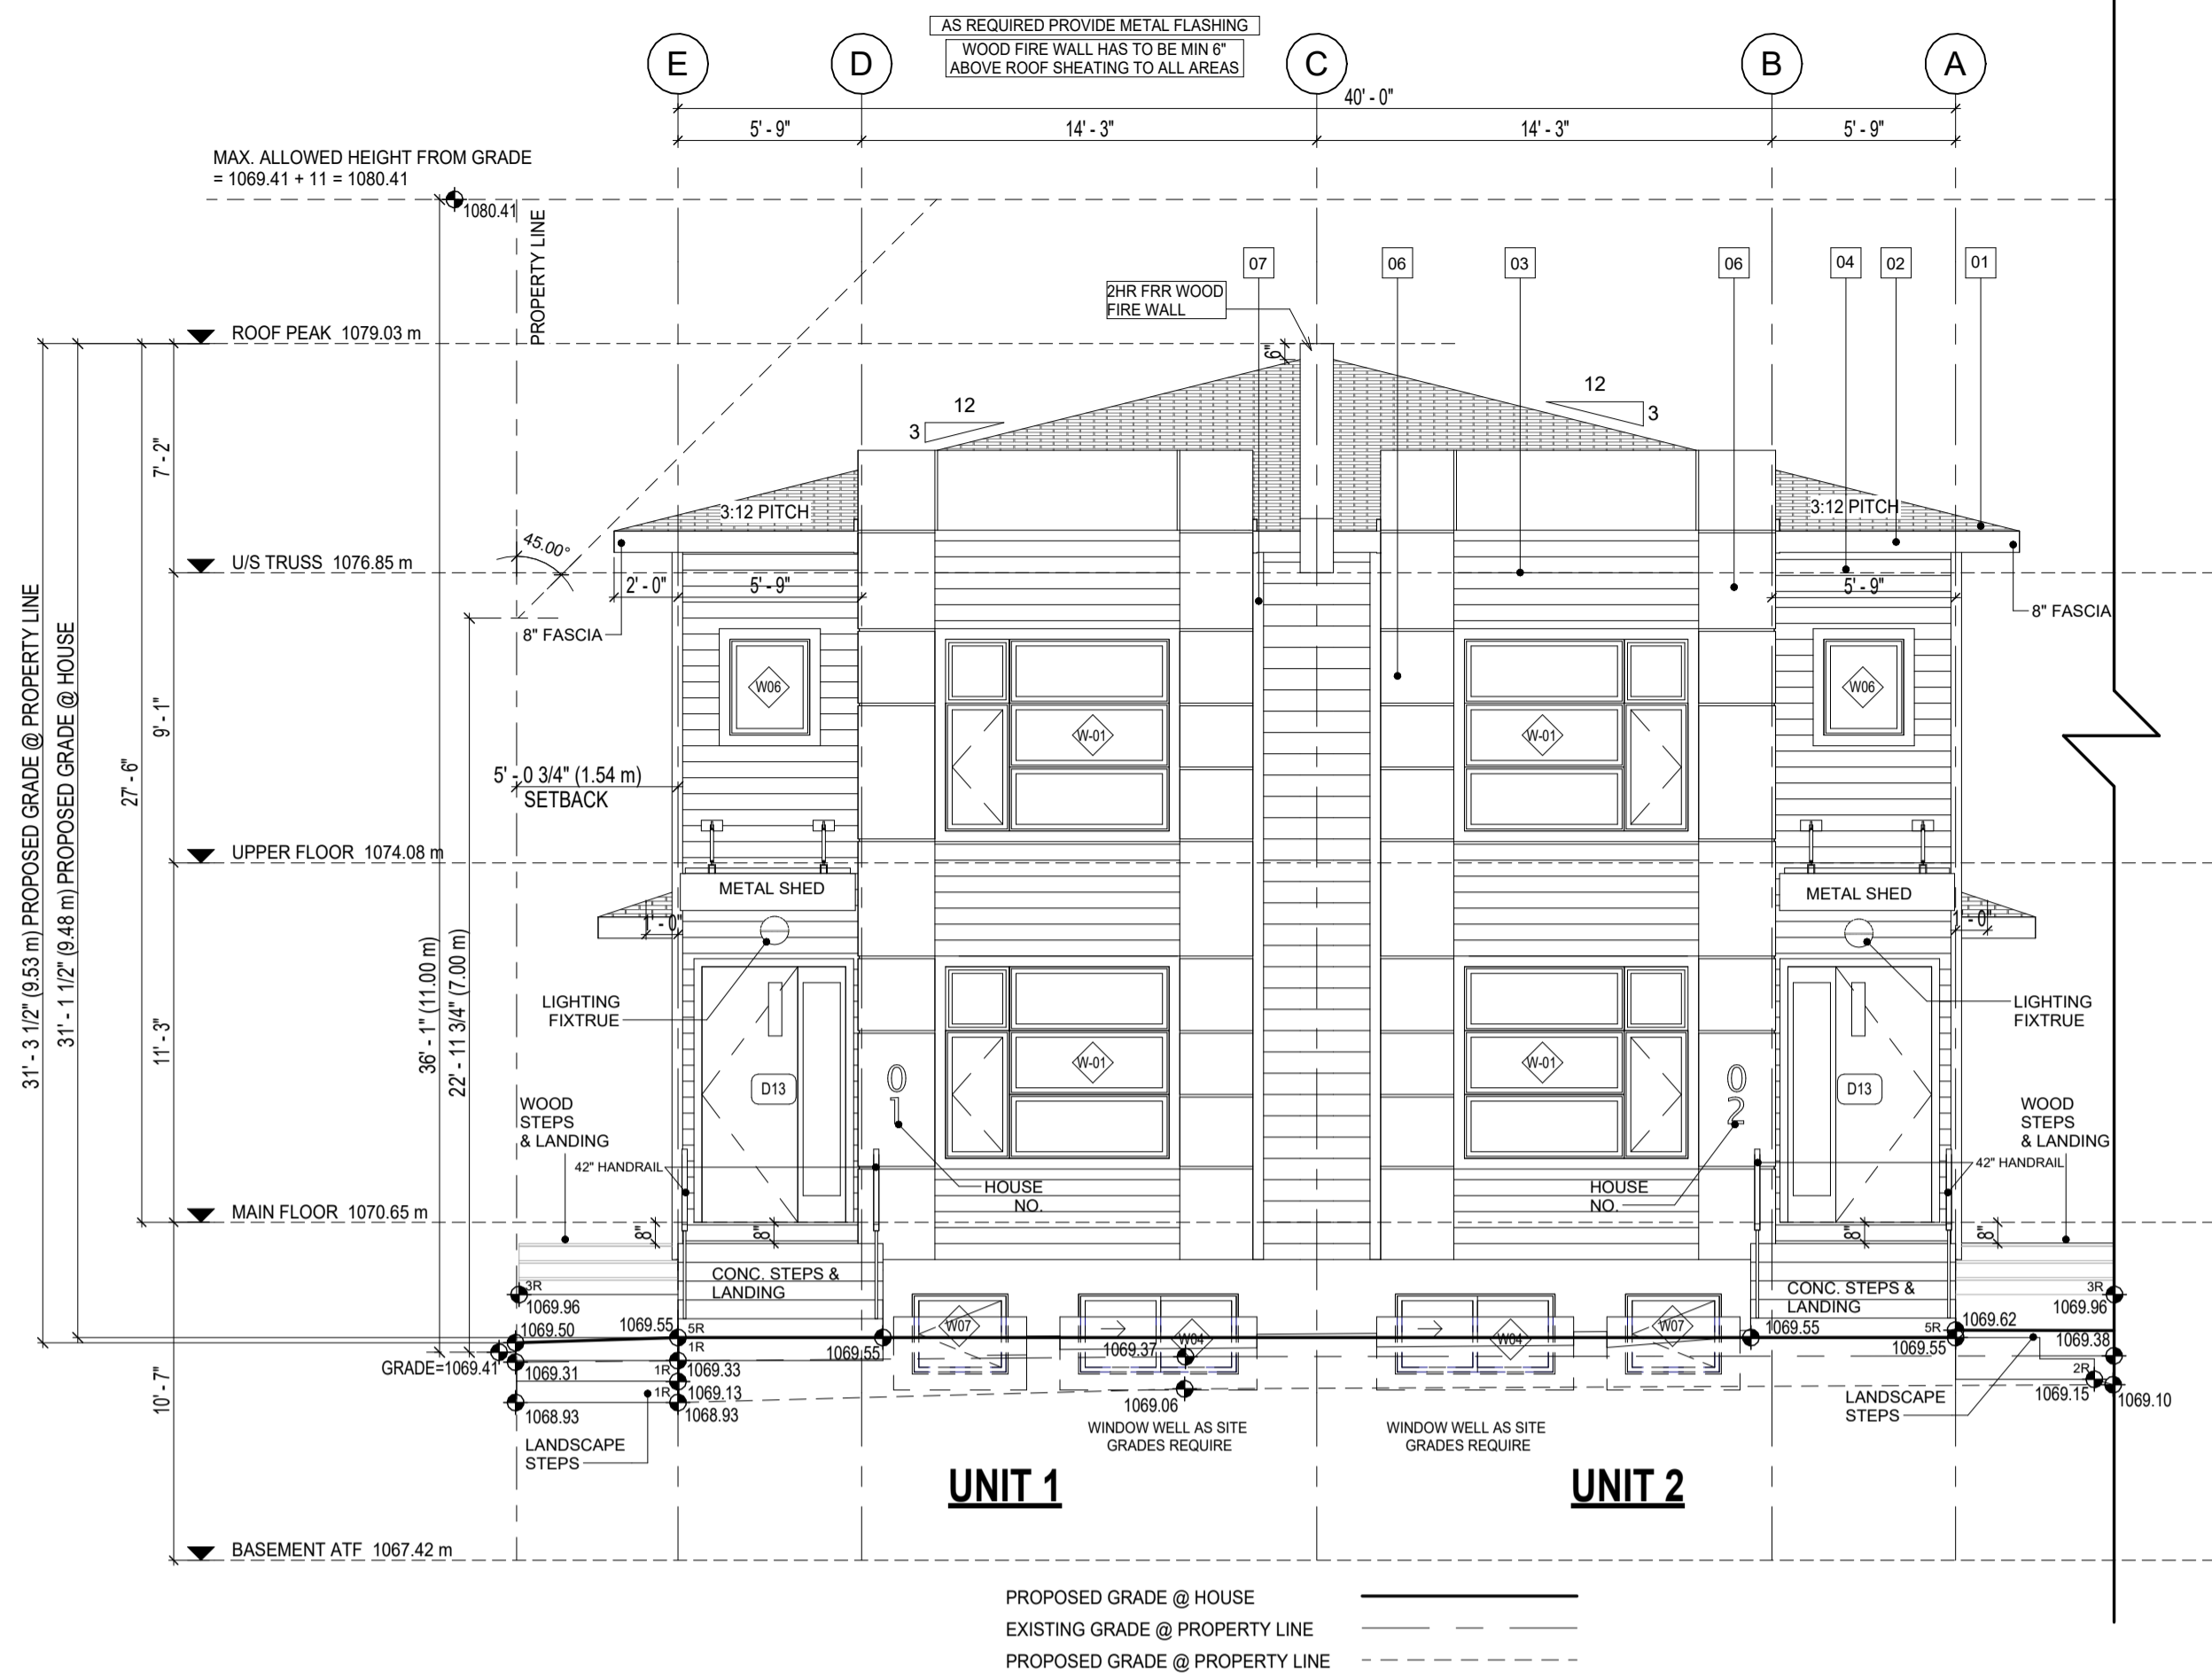 AS REQUIRED PROVIDE METAL FLASHING
WOOD FIRE WALL HAS TO BE MIN 6"
ABOVE ROOF SHEATING TO ALL AREAS
E
D
C
B
A
40' - 0"
5' - 9"
14' - 3"
14' - 3"
5' - 9"
MAX. ALLOWED HEIGHT FROM GRADE
= 1069.41 + 11 = 1080.41
1080.41
PROPERTY LINE
07
06
03
06
04
02
01
2HR FRR WOOD
FIRE WALL
ROOF PEAK 1079.03 m
6"
12
3
12
3
7' - 2"
3:12 PITCH
3:12 PITCH
45.00°
U/S TRUSS 1076.85 m
2' - 0"
5' - 9"
5' - 9"
8" FASCIA
8" FASCIA
31' - 3 1/2" (9.53 m) PROPOSED GRADE @ PROPERTY LINE
31' - 1 1/2" (9.48 m) PROPOSED GRADE @ HOUSE
27' - 6"
9' - 1"
W06
W06
W-01
W-01
5' - 0 3/4" (1.54 m)
SETBACK
UPPER FLOOR 1074.08 m
METAL SHED
METAL SHED
1' - 0"
1' - 0"
36' - 1" (11.00 m)
22' - 11 3/4" (7.00 m)
11' - 3"
LIGHTING
FIXTRUE
LIGHTING
FIXTRUE
W-01
W-01
D13
D13
0
1
0
2
WOOD
STEPS
& LANDING
WOOD
STEPS
& LANDING
42" HANDRAIL
42" HANDRAIL
HOUSE
NO.
HOUSE
NO.
MAIN FLOOR 1070.65 m
8"
8"
8"
8"
CONC. STEPS &
LANDING
CONC. STEPS &
LANDING
3R
1069.96
3R
1069.96
1069.50
1069.55
5R
1R
1069.55
W07
W04
1069.37
W04
W07
1069.55
1069.62
5R
1069.55
1069.38
GRADE=1069.41
1069.31
1R
1069.33
1R
1069.13
1068.93
1068.93
1069.06
2R
1069.15
1069.10
LANDSCAPE
STEPS
WINDOW WELL AS SITE
GRADES REQUIRE
WINDOW WELL AS SITE
GRADES REQUIRE
LANDSCAPE
STEPS
10' - 7"
UNIT 1
UNIT 2
BASEMENT ATF 1067.42 m
PROPOSED GRADE @ HOUSE
EXISTING GRADE @ PROPERTY LINE
PROPOSED GRADE @ PROPERTY LINE